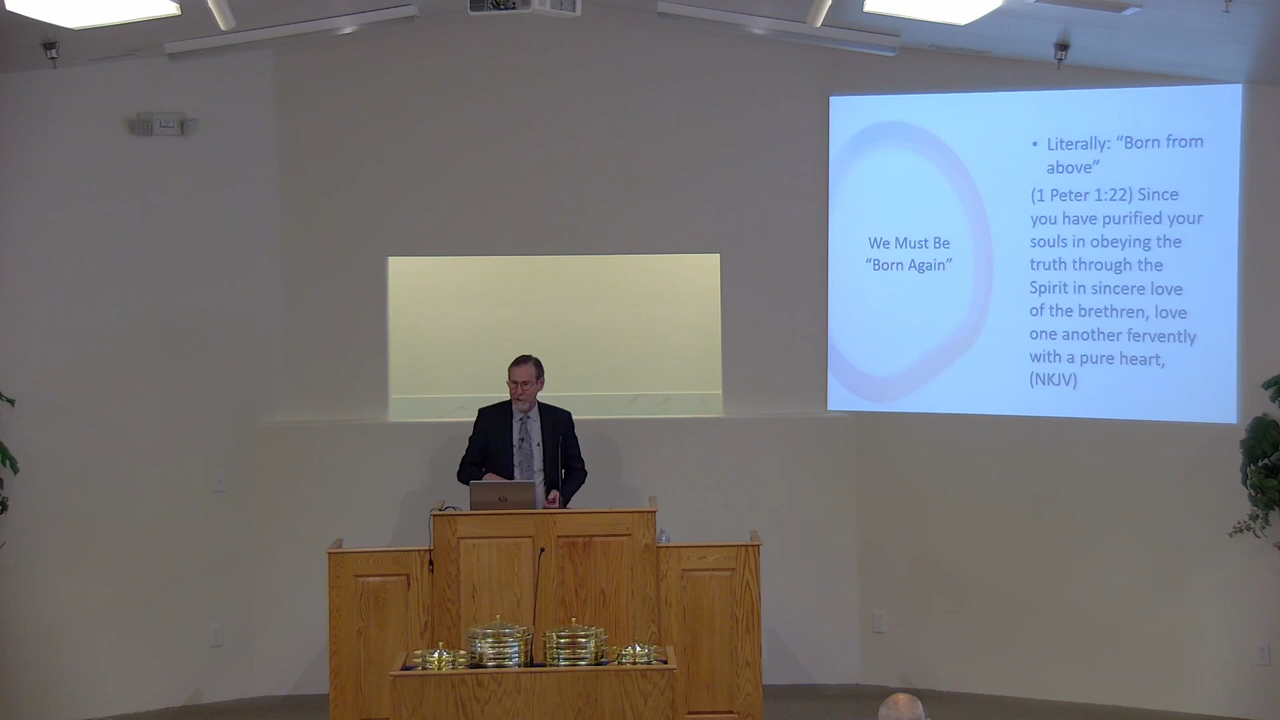 We Must Be
“Born Again”
• Literally: “Born from
above”
(1 Peter 1:22) Since
you have purified your
souls in obeying the
truth through the
Spirit in sincere love
of the brethren, love
one another fervently
with a pure heart,
(NKJV)